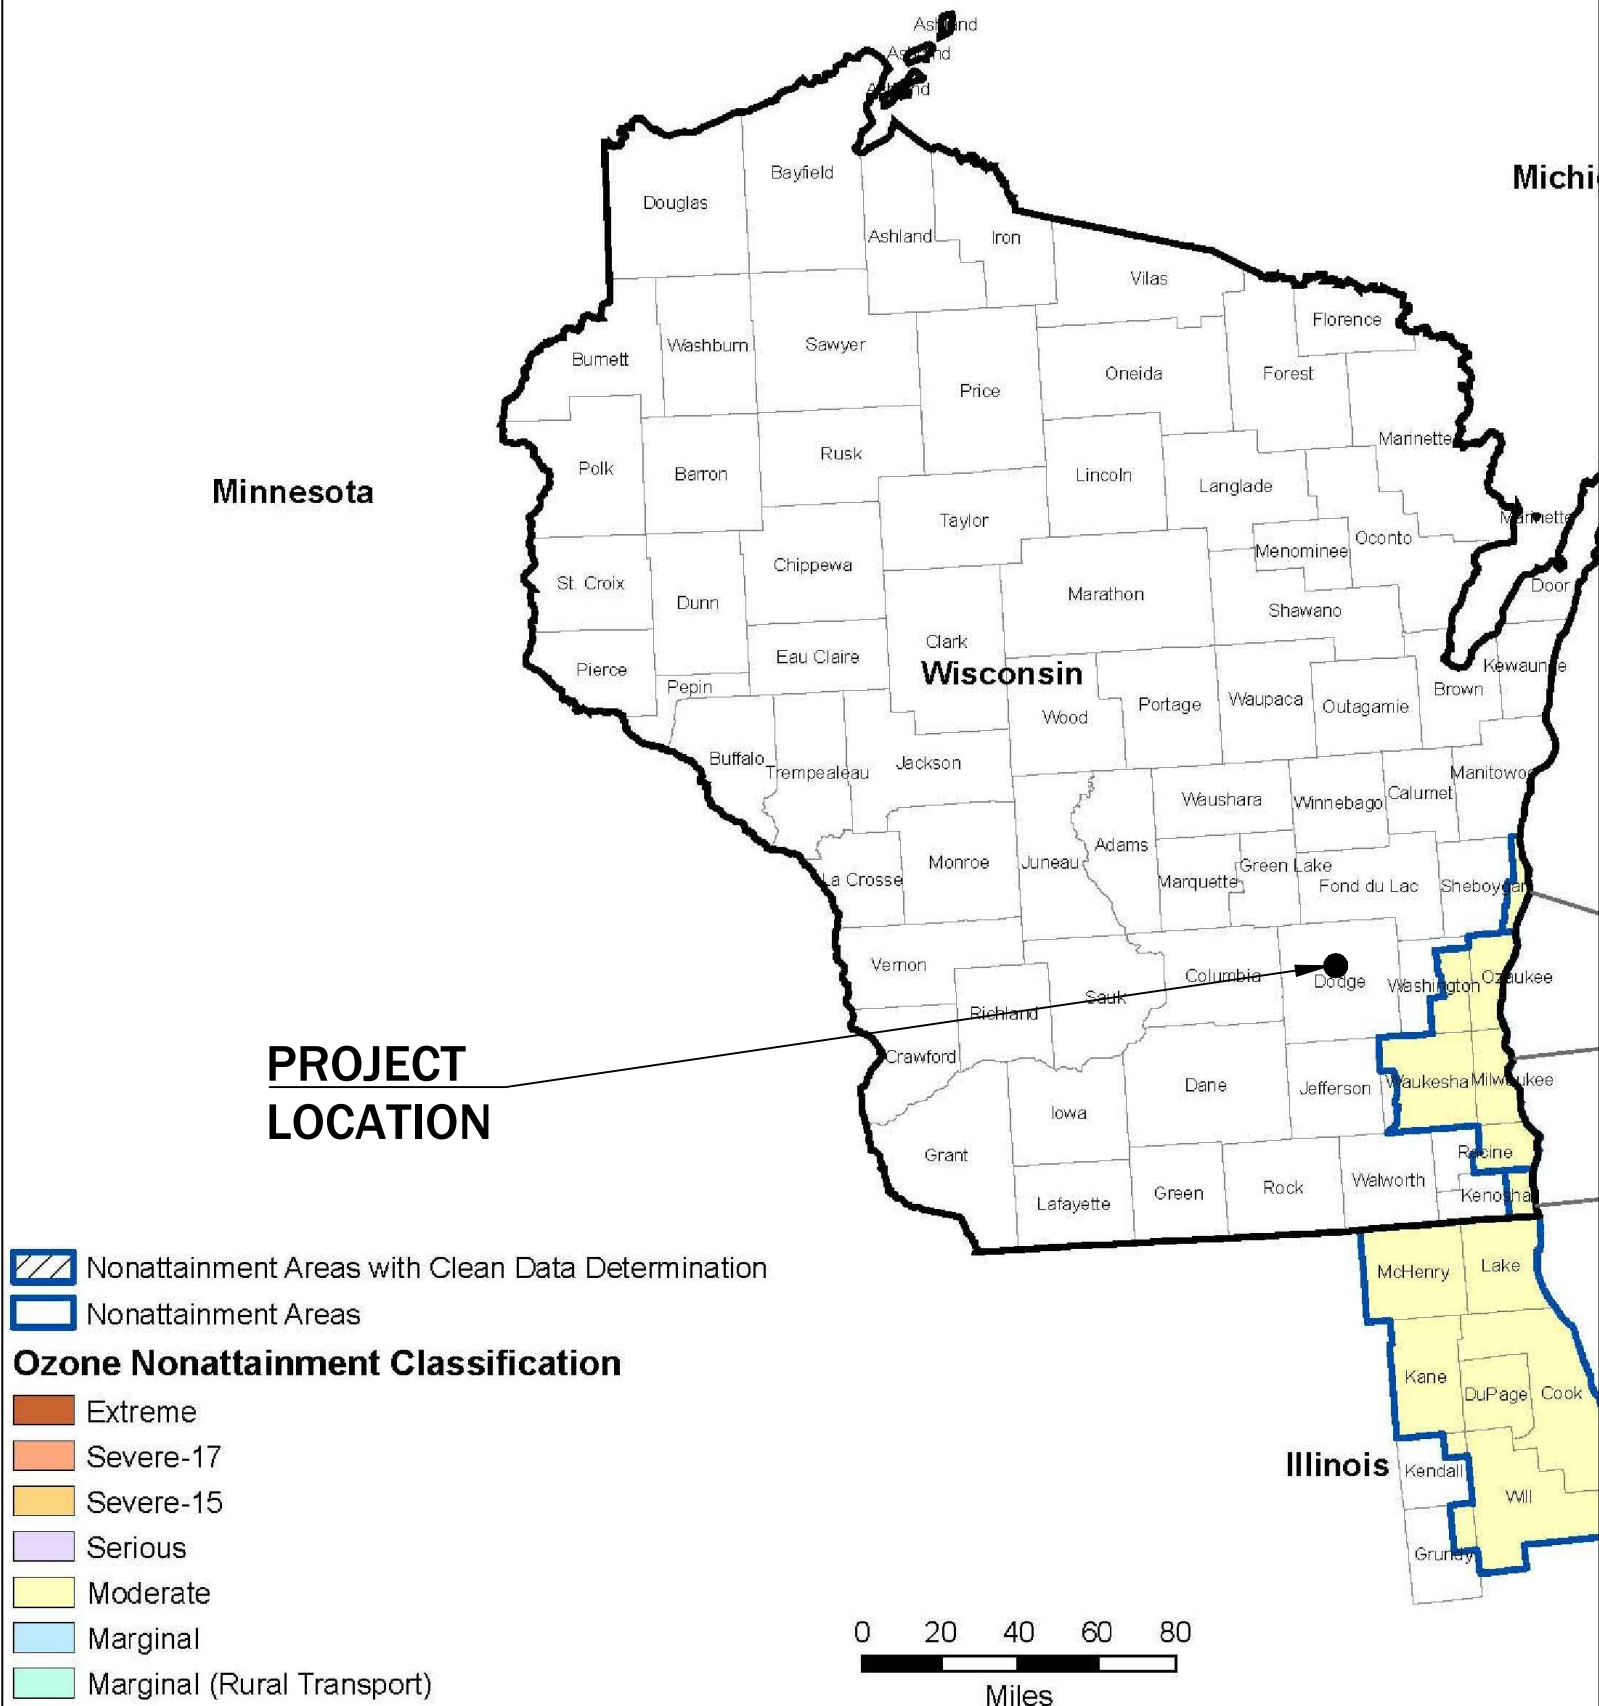 Ashland
Ashland
Ashland
Michi
Bayfield
Douglas
Ashland
Iron
Vilas
Florence
Burnett
Washburn
Sawyer
Price
Oneida
Forest
Marinette
Polk
Barron
Rusk
Lincoln
Langlade
Minnesota
Taylor
Marinette
Oconto
Menominee
Chippewa
St. Croix
Dunn
Marathon
Shawano
Door
Clark
Eau Claire
Pierce
Pepin
Wisconsin
Kewaunee
Brown
Wood
Portage
Waupaca
Outagamie
Buffalo
Trempealeau
Jackson
Manitowoc
Waushara
Winnebago
Calumet
Adams
Monroe
Juneau
La Crosse
Marquette
Green Lake
Fond du Lac
Sheboygan
Vernon
Columbia
Dodge
Washington
Ozaukee
Richland
Sauk
PROJECT
LOCATION
Crawford
Dane
Jefferson
Waukesha
Milwaukee
Iowa
Grant
Racine
Lafayette
Green
Rock
Walworth
Kenosha
McHenry
Lake
Kane
DuPage
Cook
Illinois
Kendall
Will
Grundy
Nonattainment Areas with Clean Data Determination
Nonattainment Areas
Ozone Nonattainment Classification
Extreme
Severe-17
Severe-15
Serious
Moderate
Marginal
Marginal (Rural Transport)
0 20 40 60 80
Miles